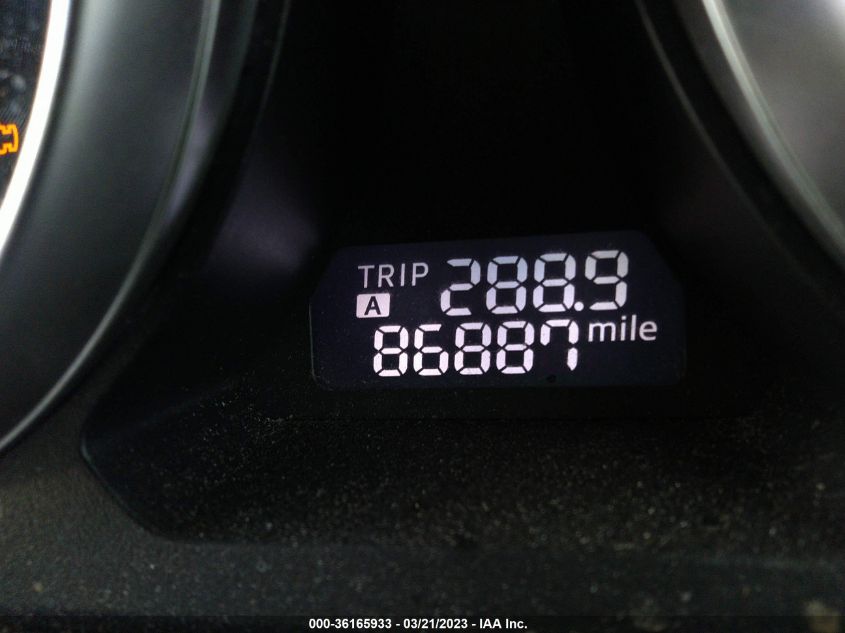 TRIP 288.9
A
86887 mile
000-36165933 - 03/21/2023 - IAA Inc.